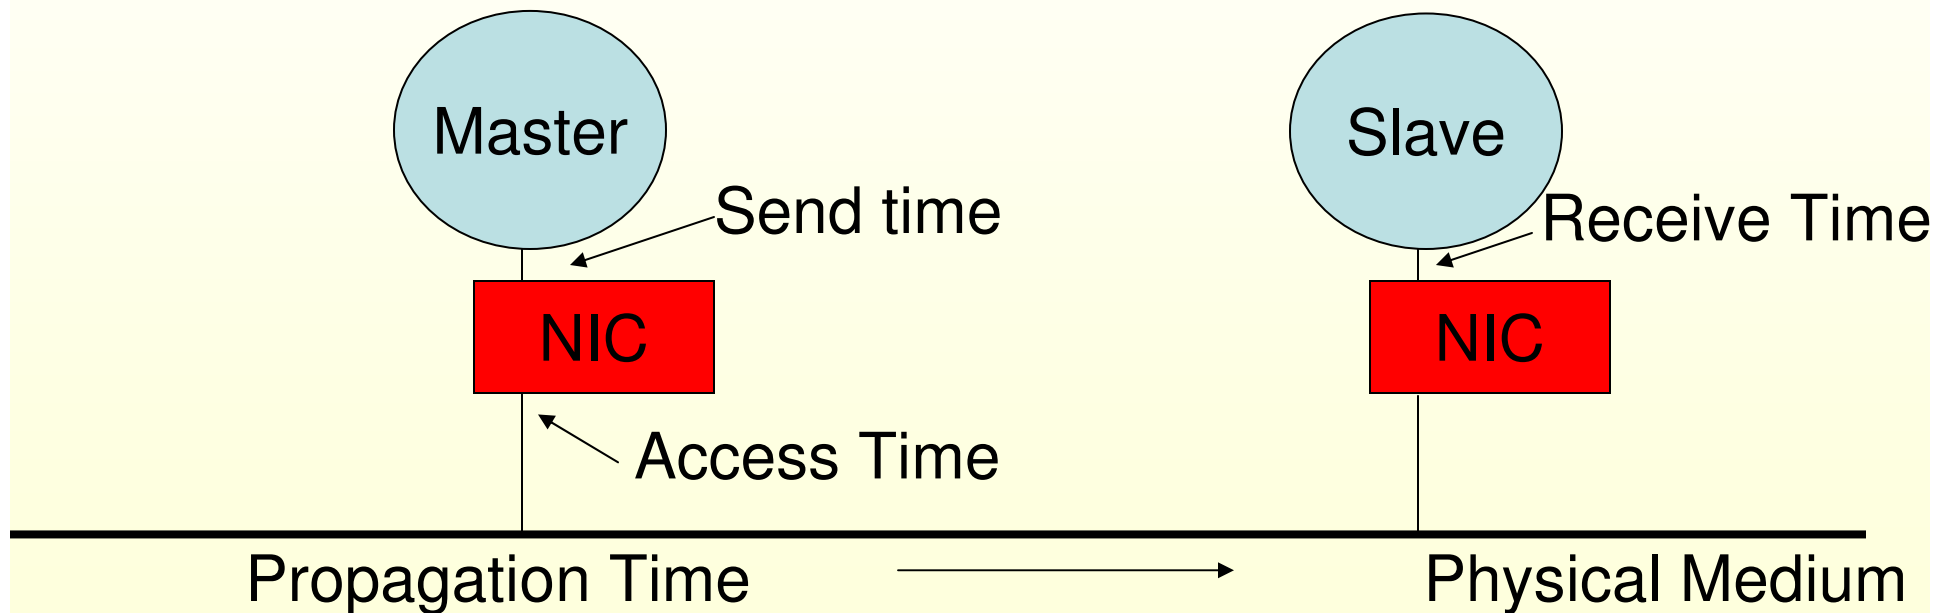 Master
Slave
Send time
Receive Time
NIC
NIC
Access Time
Propagation Time
Physical Medium